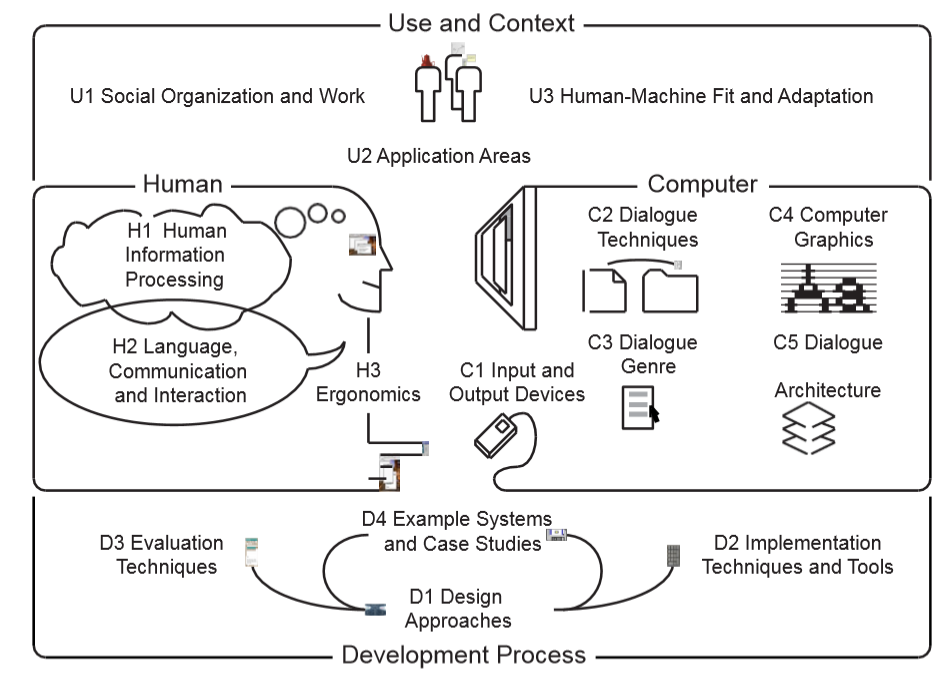 Use and Context
U1 Social Organization and Work
U3 Human-Machine Fit and Adaptation
U2 Application Areas
Human
H1 Human
Information
Processing
H2 Language,
Communication
and Interaction
H3
Ergonomics
Computer
C2 Dialogue
Techniques
C4 Computer
Graphics
Aa
C3 Dialogue
Genre
C5 Dialogue
Architecture
C1 Input and
Output Devices
D4 Example Systems
and Case Studies
D3 Evaluation
Techniques
D2 Implementation
Techniques and Tools
D1 Design
Approaches
Development Process